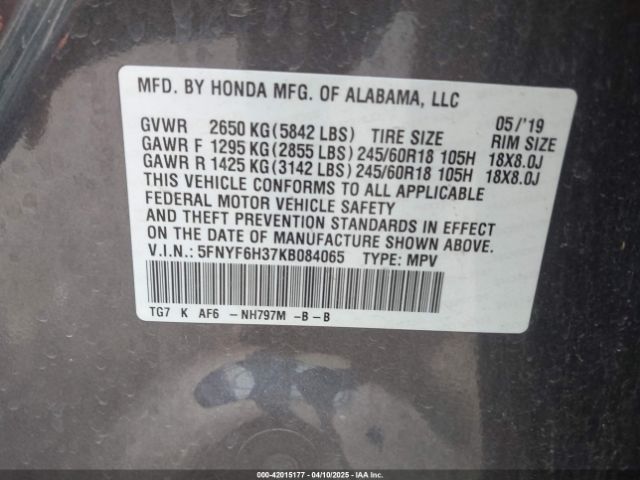 MFD. BY HONDA MFG. OF ALABAMA, LLC
05/'19
GVWR 2650 KG (5842 LBS) TIRE SIZE RIM SIZE
GAWR F 1295 KG (2855 LBS) 245/60R18 105H 18X8.0J
GAWR R 1425 KG (3142 LBS) 245/60R18 105H 18X8.0J
THIS VEHICLE CONFORMS TO ALL APPLICABLE
FEDERAL MOTOR VEHICLE SAFETY
AND THEFT PREVENTION STANDARDS IN EFFECT
ON THE DATE OF MANUFACTURE SHOWN ABOVE.
V.I.N.: 5FNYF6H37KB084065 TYPE: MPV
TG7 K AF6 -NH797M -B-B
000-42015177 - 04/10/2025 - IAAI, Inc.